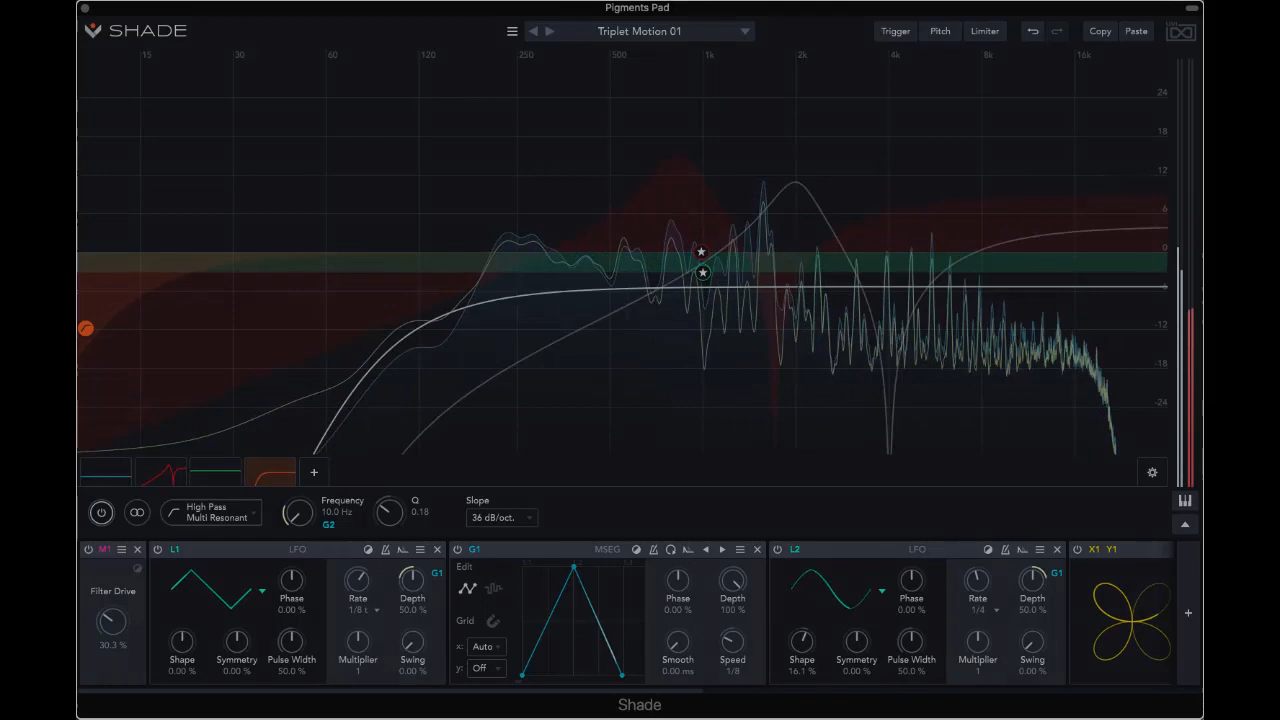 Pigments Pad
SHADE
Triplet Motion 01
Trigger Pitch Limiter Copy Paste
15 30 60 120 250 500 1k 2k 4k 8k 16k
24
18
12
6
0
-6
-12
-18
-24
+
High Pass
Multi Resonant
Frequency
10.0 Hz
G2
Q
0.18
Slope
36 dB/oct.
M1
Filter Drive
30.3 %
L1 LFO
Phase
0.00 %
Rate
1/8 t
Depth
50.0 %
G1
Shape
0.00 %
Symmetry
0.00 %
Pulse Width
50.0 %
Multiplier
1
Swing
0.00 %
G1 MSEG
Edit
Grid
x: Auto
y: Off
Phase
0.00 %
Depth
100 %
Smooth
0.00 ms
Speed
1/8
L2 LFO
Phase
0.00 %
Rate
1/4
Depth
50.0 %
G1
Shape
16.1 %
Symmetry
0.00 %
Pulse Width
50.0 %
Multiplier
1
Swing
0.00 %
X1 Y1
+
Shade